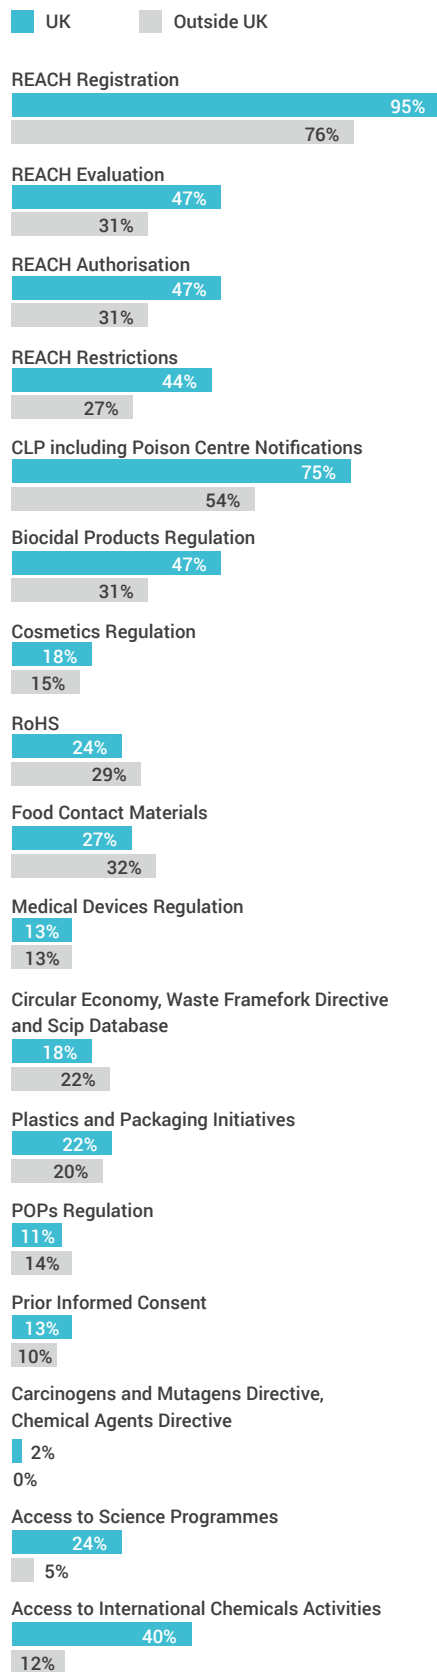 UK Outside UK
REACH Registration
95%
76%
REACH Evaluation
47%
31%
REACH Authorisation
47%
31%
REACH Restrictions
44%
27%
CLP including Poison Centre Notifications
75%
54%
Biocidal Products Regulation
47%
31%
Cosmetics Regulation
18%
15%
RoHS
24%
29%
Food Contact Materials
27%
32%
Medical Devices Regulation
13%
13%
Circular Economy, Waste Framefork Directive
and Scip Database
18%
22%
Plastics and Packaging Initiatives
22%
20%
POPs Regulation
11%
14%
Prior Informed Consent
13%
10%
Carcinogens and Mutagens Directive,
Chemical Agents Directive
2%
0%
Access to Science Programmes
24%
5%
Access to International Chemicals Activities
40%
12%